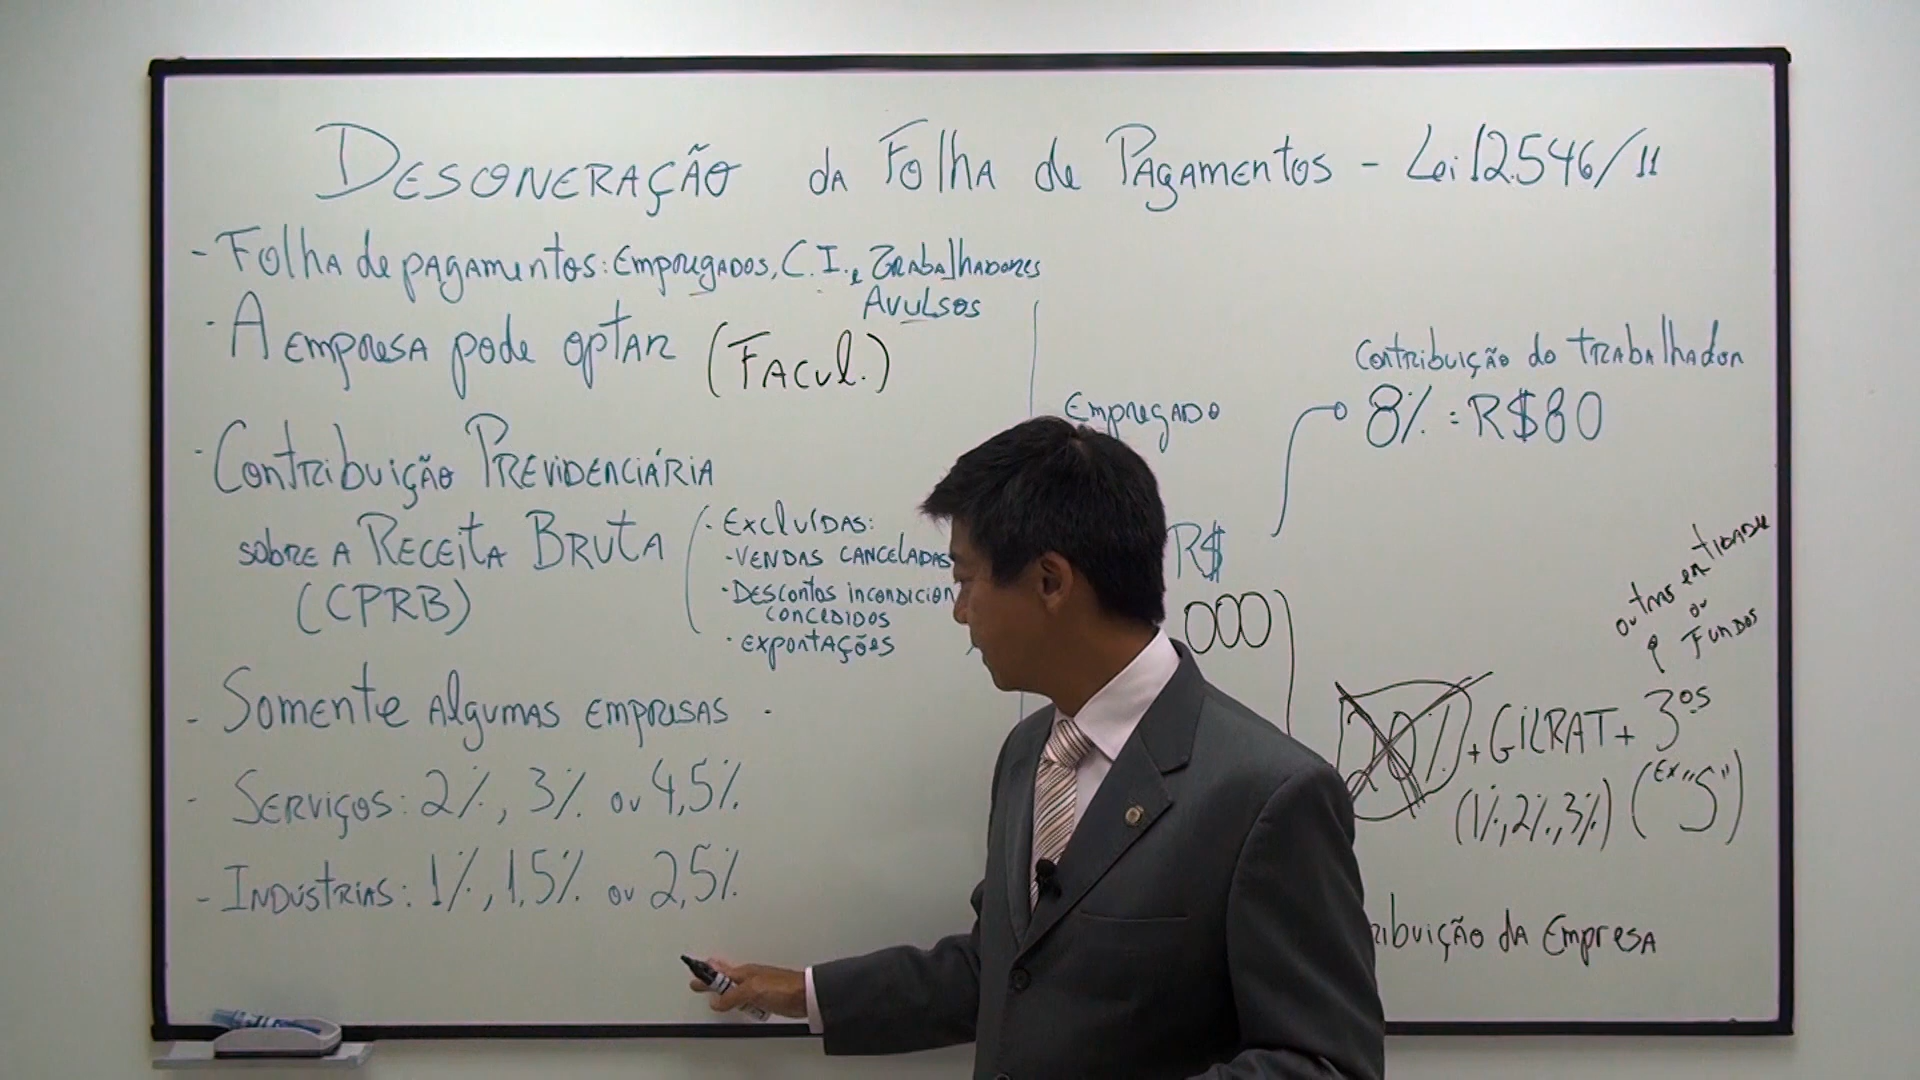 DESONERAÇÃO da Folha de Pagamentos - Lei 12.546/11
- Folha de pagamentos: Empregados, C.I. e Trabalhadores
Avulsos
· A empresa pode optar (Facul.)
· Contribuição Previdenciária
sobre a Receita Bruta
(CPRB)
· Excluídas:
- Vendas canceladas
· Descontos incondicion
concedidos
· Exportações
- Somente algumas empresas
- Serviços: 2%, 3% ou 4,5%
- Indústrias: 1%, 1,5% ou 2,5%
Empregado
R$
000
Contribuição do trabalhador
8% = R$80
outras entidades
ou
Fundos
20% + GILRAT + 3os
(1%, 2%, 3%) (Ex "S")
ribuição da Empresa